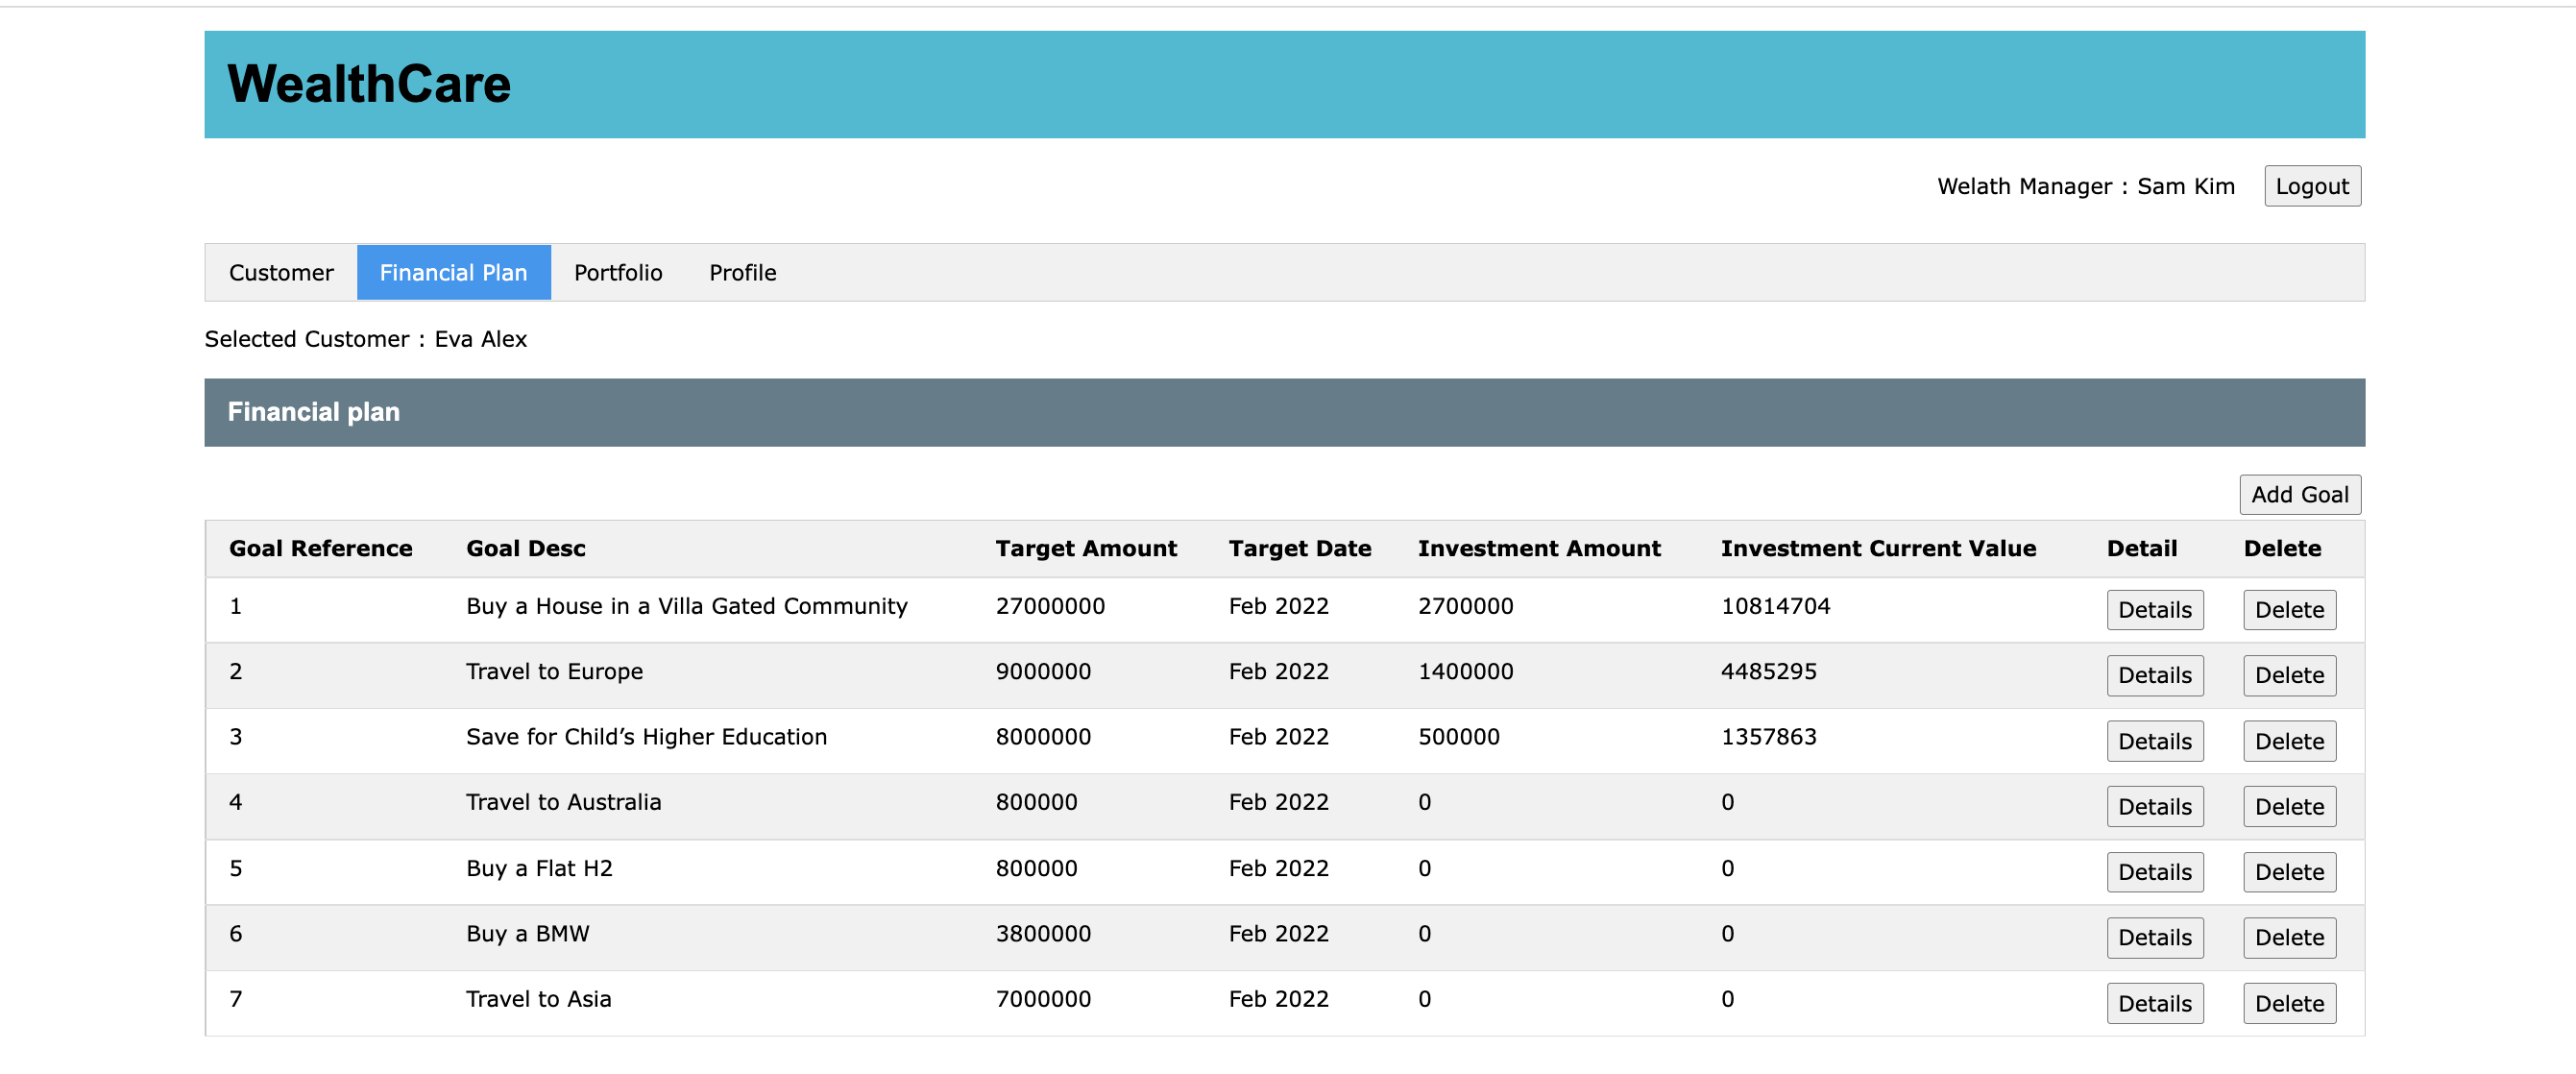 WealthCare
Welath Manager : Sam Kim Logout
Customer Financial Plan Portfolio Profile
Selected Customer : Eva Alex
Financial plan
Add Goal
Goal Reference Goal Desc Target Amount Target Date Investment Amount Investment Current Value Detail Delete
1 Buy a House in a Villa Gated Community 27000000 Feb 2022 2700000 10814704 Details Delete
2 Travel to Europe 9000000 Feb 2022 1400000 4485295 Details Delete
3 Save for Child’s Higher Education 8000000 Feb 2022 500000 1357863 Details Delete
4 Travel to Australia 800000 Feb 2022 0 0 Details Delete
5 Buy a Flat H2 800000 Feb 2022 0 0 Details Delete
6 Buy a BMW 3800000 Feb 2022 0 0 Details Delete
7 Travel to Asia 7000000 Feb 2022 0 0 Details Delete